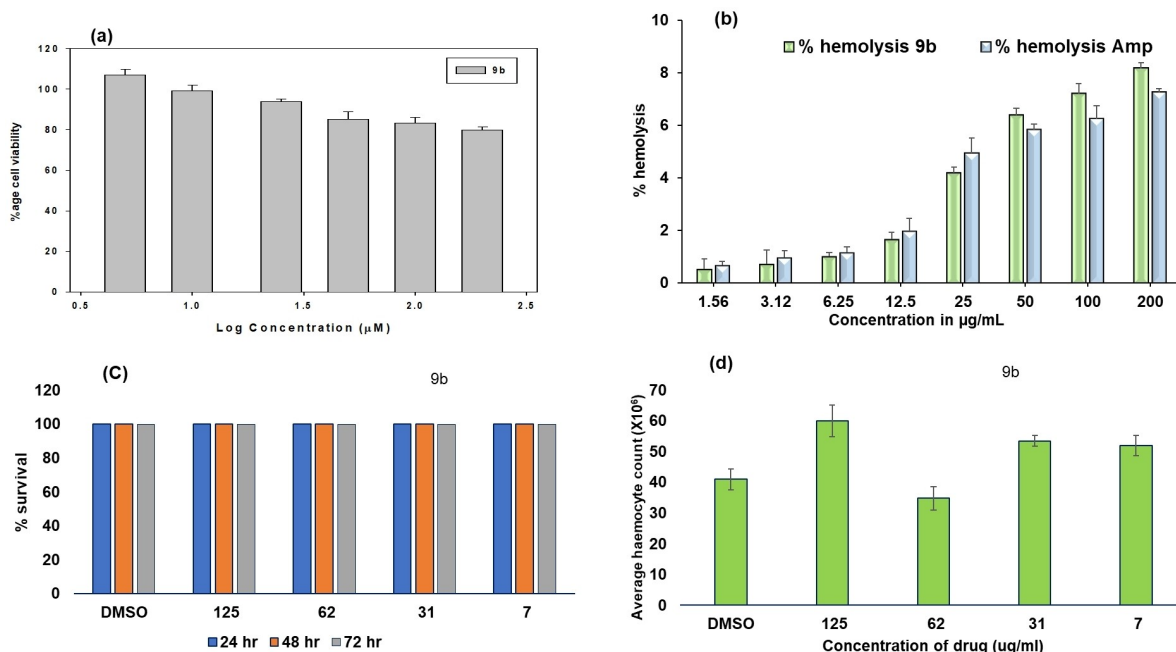 (a)
120
100
80
60
40
20
0
%age cell viability
9b
0.5 1.0 1.5 2.0 2.5
Log Concentration (μM)
(b)
% hemolysis 9b % hemolysis Amp
10
8
6
4
2
0
% hemolysis
1.56 3.12 6.25 12.5 25 50 100 200
Concentration in µg/mL
(C)
9b
120
100
80
60
40
20
0
% survival
DMSO 125 62 31 7
24 hr 48 hr 72 hr
(d)
9b
70
60
50
40
30
20
10
0
Average haemocyte count (X10⁶)
DMSO 125 62 31 7
Concentration of drug (ug/ml)